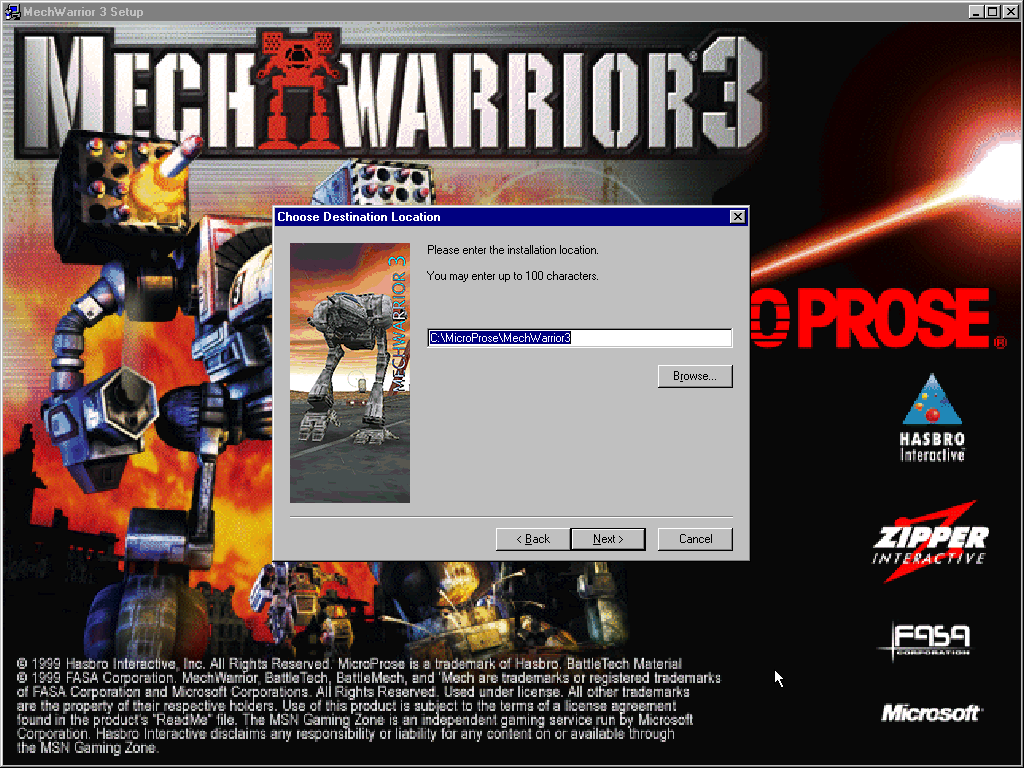 MechWarrior 3 Setup
MECHWARRIOR 3
Choose Destination Location
Please enter the installation location.
You may enter up to 100 characters.
MECHWARRIOR 3
C:\MicroProse\MechWarrior3
Browse...
< Back
Next >
Cancel
O PROSE®
HASBRO
Interactive
ZIPPER
INTERACTIVE
FASA
CORPORATION
Microsoft
© 1999 Hasbro Interactive, Inc. All Rights Reserved. MicroProse is a trademark of Hasbro. BattleTech Material
© 1999 FASA Corporation. MechWarrior, BattleTech, BattleMech, and 'Mech are trademarks or registered trademarks
of FASA Corporation and Microsoft Corporations. All Rights Reserved. Used under license. All other trademarks
are the property of their respective holders. Use of this product is subject to the terms of a license agreement
found in the product's "ReadMe" file. The MSN Gaming Zone is an independent gaming service run by Microsoft
Corporation. Hasbro Interactive disclaims any responsibility or liability for any content on or available through
the MSN Gaming Zone.